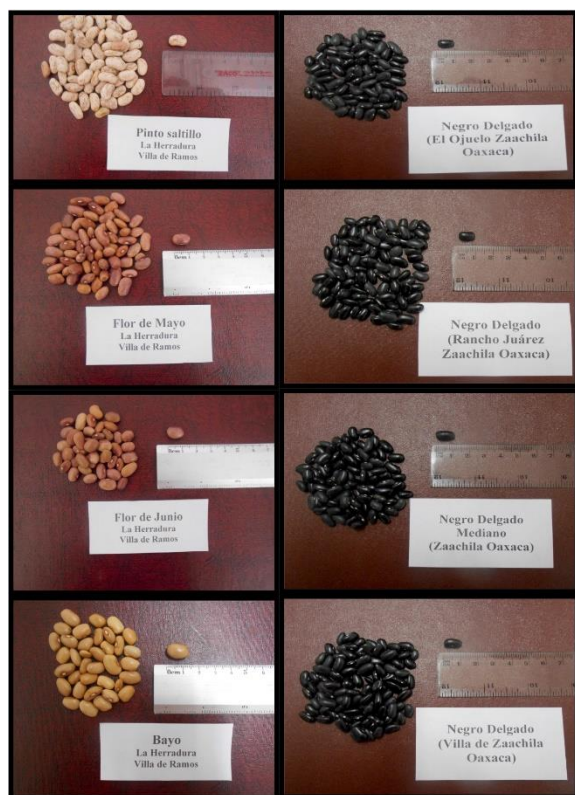 Pinto saltillo
La Herradura
Villa de Ramos
Negro Delgado
(El Ojuelo Zaachila
Oaxaca)
Flor de Mayo
La Herradura
Villa de Ramos
Negro Delgado
(Rancho Juárez
Zaachila Oaxaca)
Flor de Junio
La Herradura
Villa de Ramos
Negro Delgado
Mediano
(Zaachila Oaxaca)
Bayo
La Herradura
Villa de Ramos
Negro Delgado
(Villa de Zaachila
Oaxaca)